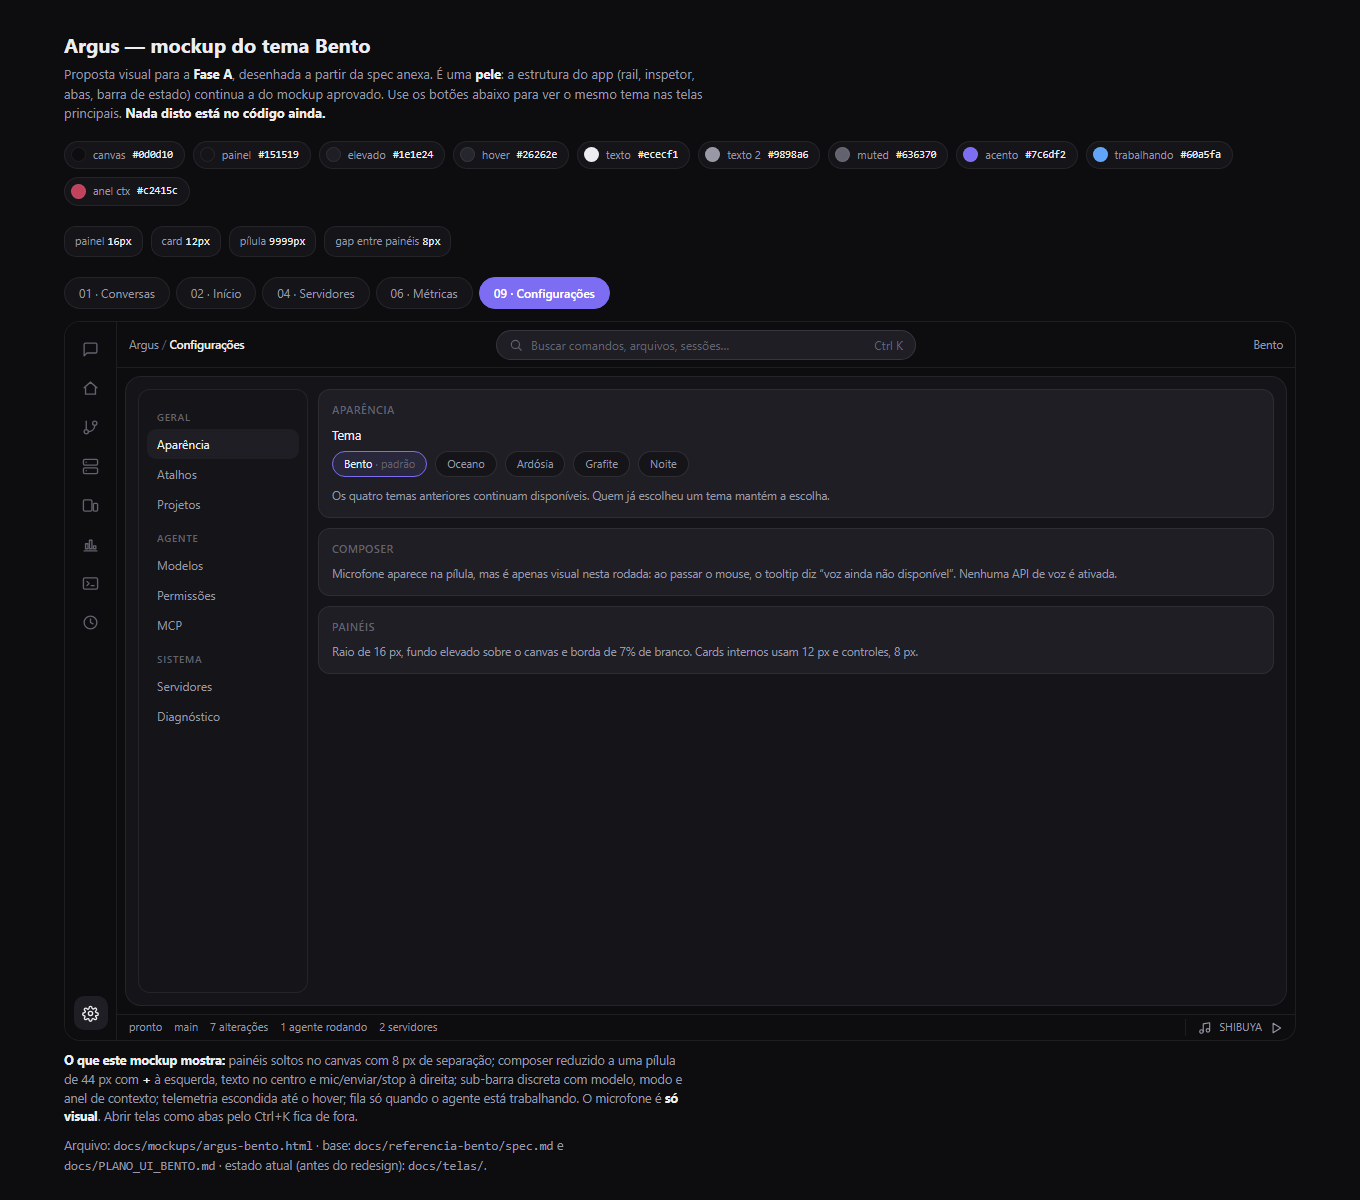 Argus — mockup do tema Bento
Proposta visual para a Fase A, desenhada a partir da spec anexa. É uma pele: a estrutura do app (rail, inspetor,
abas, barra de estado) continua a do mockup aprovado. Use os botões abaixo para ver o mesmo tema nas telas
principais. Nada disto está no código ainda.
canvas #0d0d10 painel #151519 elevado #1e1e24 hover #26262e texto #ececf1 texto 2 #9898a6 muted #636370 acento #7c6df2 trabalhando #60a5fa
anel ctx #c2415c
painel 16px card 12px pílula 9999px gap entre painéis 8px
01 · Conversas 02 · Início 04 · Servidores 06 · Métricas 09 · Configurações
Argus / Configurações Buscar comandos, arquivos, sessões... Ctrl K Bento
GERAL
Aparência
Atalhos
Projetos
AGENTE
Modelos
Permissões
MCP
SISTEMA
Servidores
Diagnóstico
APARÊNCIA
Tema
Bento · padrão Oceano Ardósia Grafite Noite
Os quatro temas anteriores continuam disponíveis. Quem já escolheu um tema mantém a escolha.
COMPOSER
Microfone aparece na pílula, mas é apenas visual nesta rodada: ao passar o mouse, o tooltip diz “voz ainda não disponível”. Nenhuma API de voz é ativada.
PAINÉIS
Raio de 16 px, fundo elevado sobre o canvas e borda de 7% de branco. Cards internos usam 12 px e controles, 8 px.
pronto main 7 alterações 1 agente rodando 2 servidores SHIBUYA
O que este mockup mostra: painéis soltos no canvas com 8 px de separação; composer reduzido a uma pílula
de 44 px com + à esquerda, texto no centro e mic/enviar/stop à direita; sub-barra discreta com modelo, modo e
anel de contexto; telemetria escondida até o hover; fila só quando o agente está trabalhando. O microfone é só
visual. Abrir telas como abas pelo Ctrl+K fica de fora.
Arquivo: docs/mockups/argus-bento.html · base: docs/referencia-bento/spec.md e
docs/PLANO_UI_BENTO.md · estado atual (antes do redesign): docs/telas/.